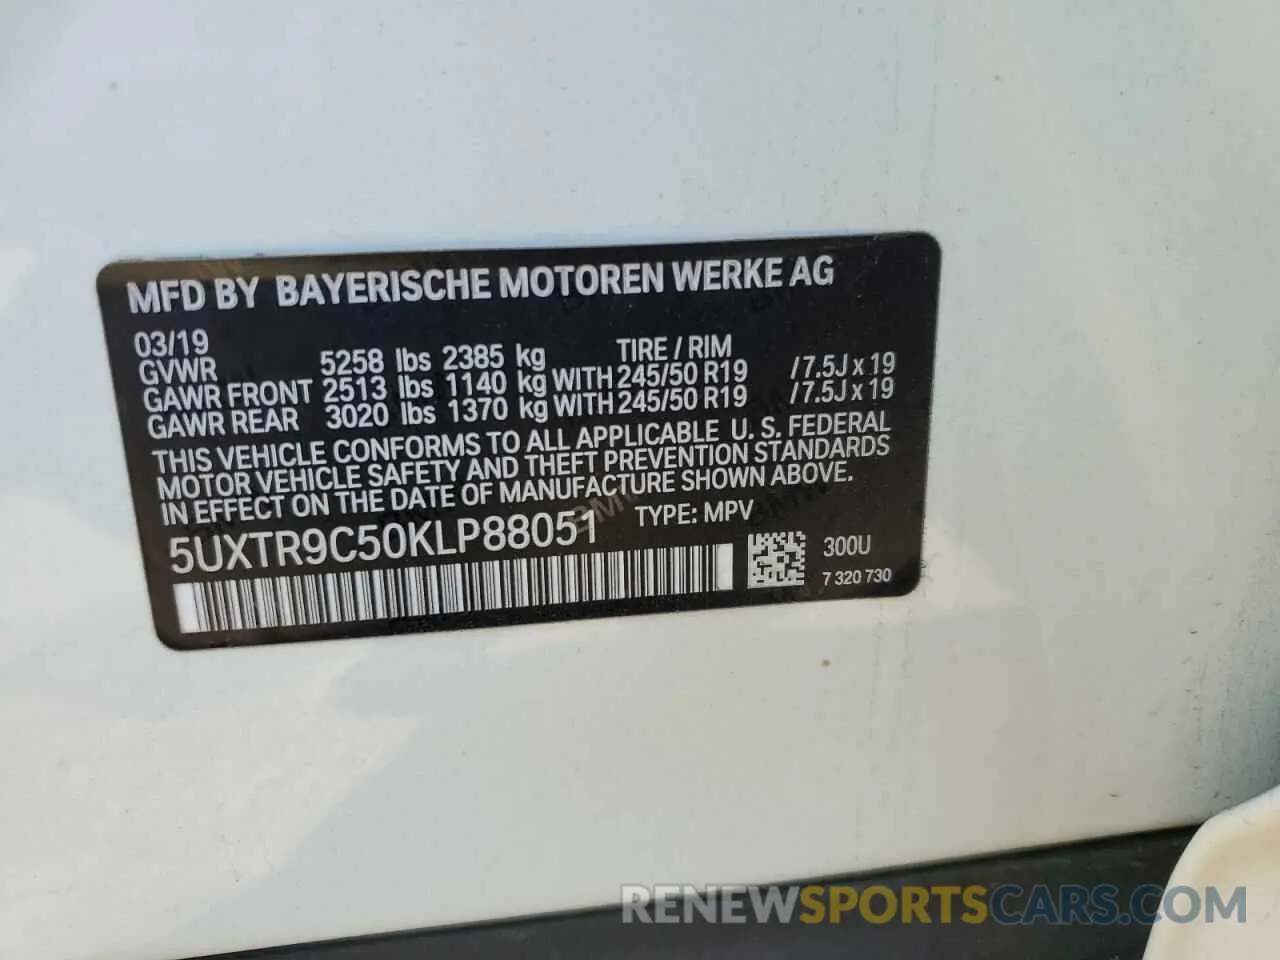 MFD BY BAYERISCHE MOTOREN WERKE AG
03/19
GVWR 5258 lbs 2385 kg TIRE / RIM
GAWR FRONT 2513 lbs 1140 kg WITH 245/50 R19 / 7.5J x 19
GAWR REAR 3020 lbs 1370 kg WITH 245/50 R19 / 7.5J x 19
THIS VEHICLE CONFORMS TO ALL APPLICABLE U. S. FEDERAL
MOTOR VEHICLE SAFETY AND THEFT PREVENTION STANDARDS
IN EFFECT ON THE DATE OF MANUFACTURE SHOWN ABOVE.
5UXTR9C50KLP88051 TYPE: MPV
300U
7 320 730
RENEWSPORTSCARS.COM